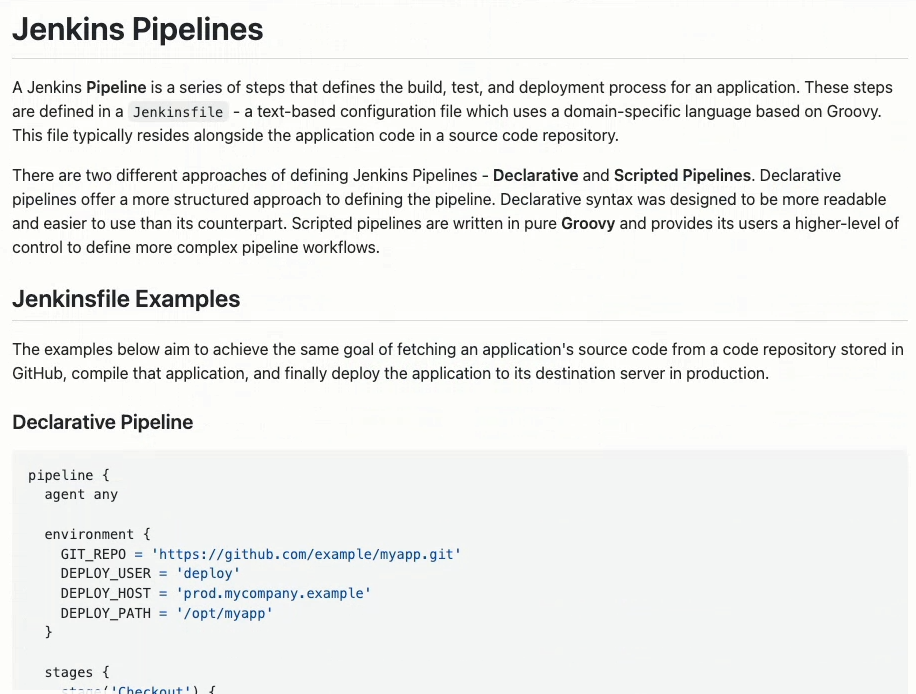 Jenkins Pipelines
A Jenkins Pipeline is a series of steps that defines the build, test, and deployment process for an application. These steps
are defined in a Jenkinsfile - a text-based configuration file which uses a domain-specific language based on Groovy.
This file typically resides alongside the application code in a source code repository.
There are two different approaches of defining Jenkins Pipelines - Declarative and Scripted Pipelines. Declarative
pipelines offer a more structured approach to defining the pipeline. Declarative syntax was designed to be more readable
and easier to use than its counterpart. Scripted pipelines are written in pure Groovy and provides its users a higher-level of
control to define more complex pipeline workflows.
Jenkinsfile Examples
The examples below aim to achieve the same goal of fetching an application's source code from a code repository stored in
GitHub, compile that application, and finally deploy the application to its destination server in production.
Declarative Pipeline
pipeline {
  agent any
  environment {
    GIT_REPO = 'https://github.com/example/myapp.git'
    DEPLOY_USER = 'deploy'
    DEPLOY_HOST = 'prod.mycompany.example'
    DEPLOY_PATH = '/opt/myapp'
  }
  stages {
    stage('Checkout') {